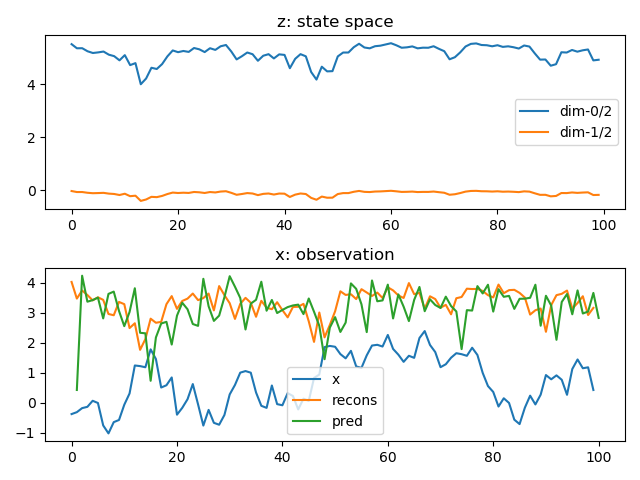 z: state space
4
2
0
dim-0/2
dim-1/2
0 20 40 60 80 100
x: observation
4
3
2
1
0
−1
x
recons
pred
0 20 40 60 80 100